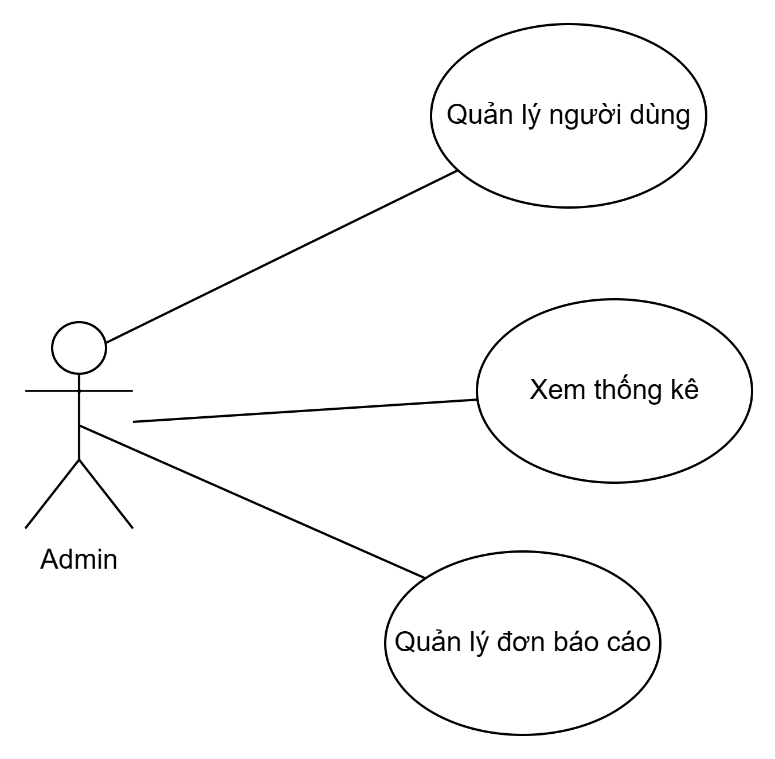 Quản lý người dùng
Xem thống kê
Admin
Quản lý đơn báo cáo